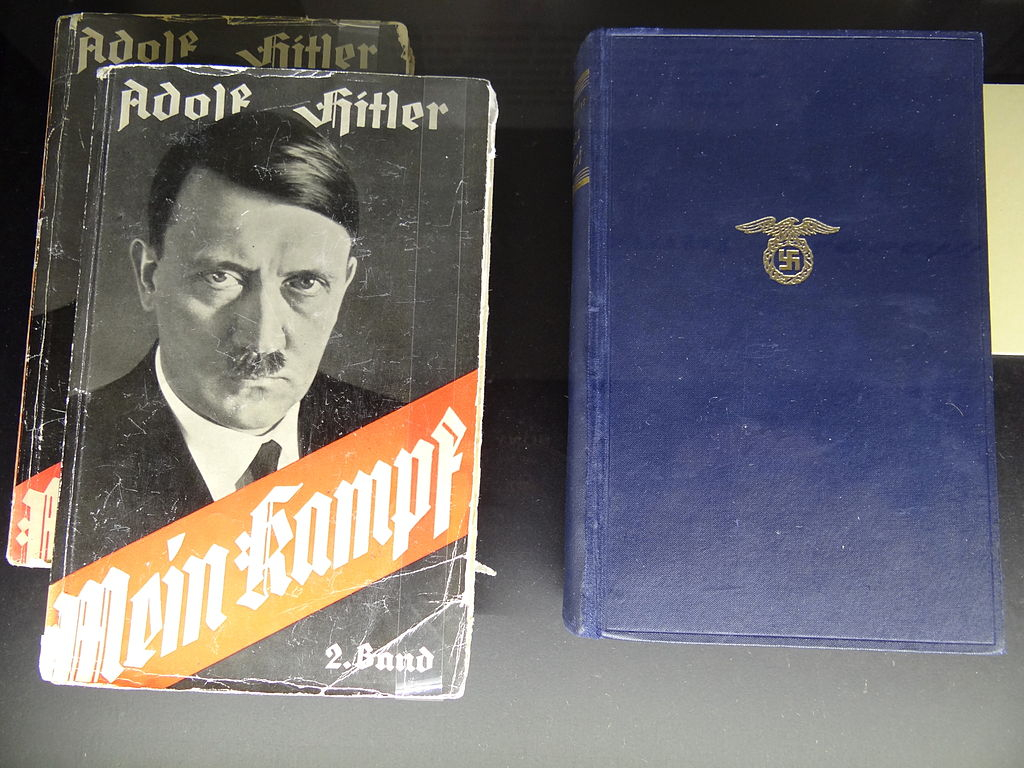 Adolf Hitler
Adolf Hitler
Mein Kampf
2. Band